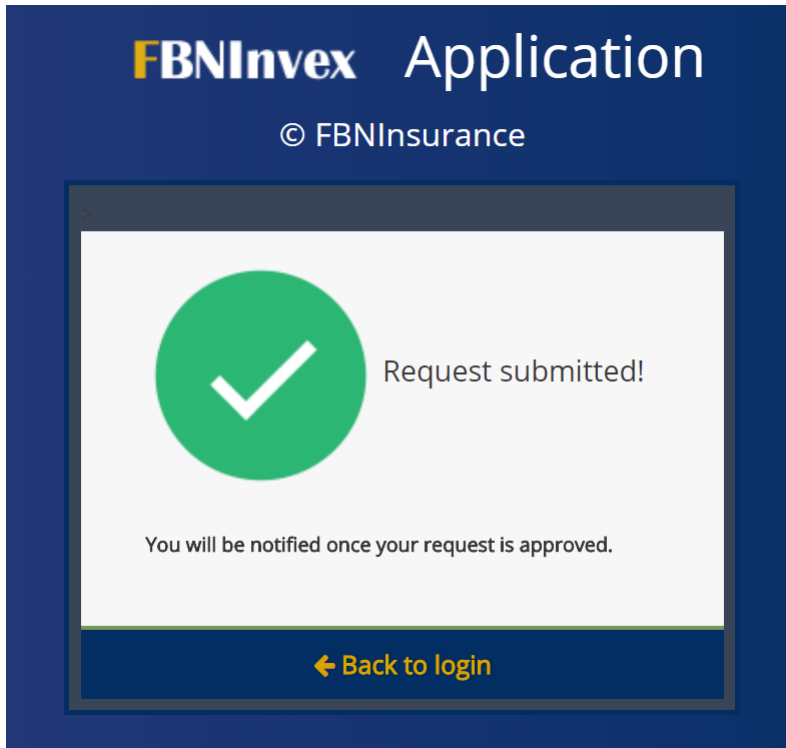 FBNInvex Application
© FBNInsurance
>
Request submitted!
You will be notified once your request is approved.
Back to login